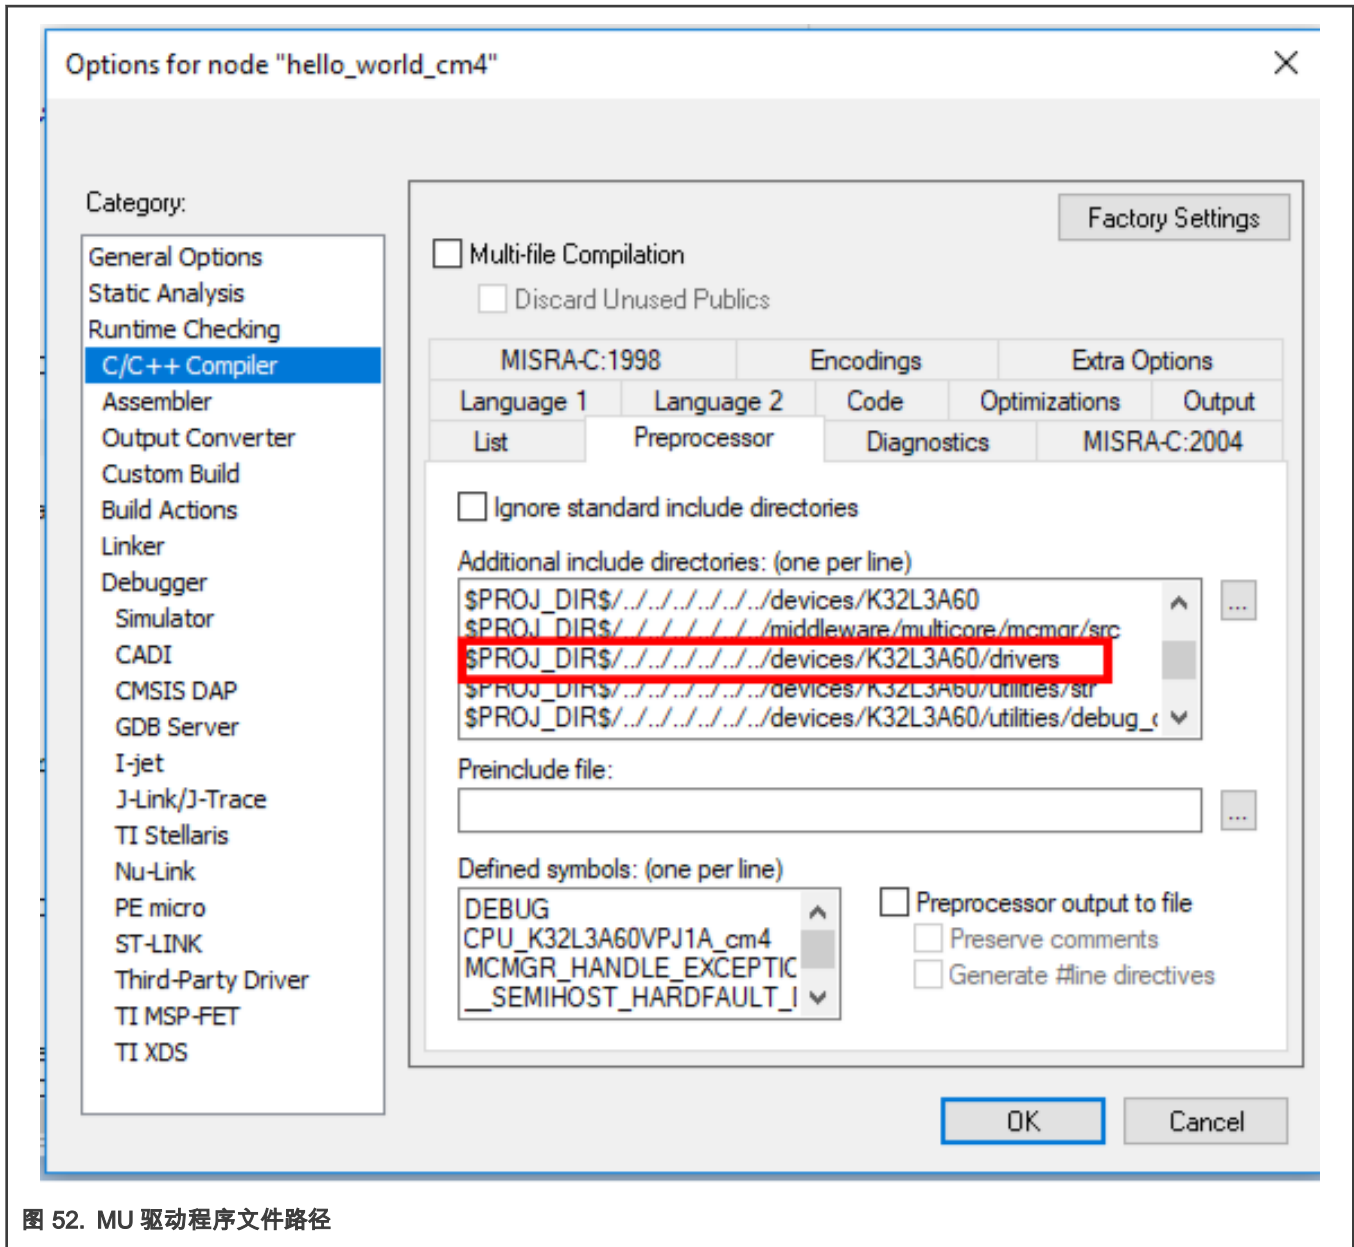 Options for node "hello_world_cm4"
Category:
General Options
Static Analysis
Runtime Checking
C/C++ Compiler
Assembler
Output Converter
Custom Build
Build Actions
Linker
Debugger
Simulator
CADI
CMSIS DAP
GDB Server
I-jet
J-Link/J-Trace
TI Stellaris
Nu-Link
PE micro
ST-LINK
Third-Party Driver
TI MSP-FET
TI XDS
Factory Settings
Multi-file Compilation
Discard Unused Publics
MISRA-C:1998 Encodings Extra Options
Language 1 Language 2 Code Optimizations Output
List Preprocessor Diagnostics MISRA-C:2004
Ignore standard include directories
Additional include directories: (one per line)
$PROJ_DIR$/../../../../../../devices/K32L3A60
$PROJ_DIR$/../../../../../../middleware/multicore/mcmgr/src
$PROJ_DIR$/../../../../../../devices/K32L3A60/drivers
$PROJ_DIR$/../../../../../../devices/K32L3A60/utilities/str
$PROJ_DIR$/../../../../../../devices/K32L3A60/utilities/debug_c
...
Preinclude file:
...
Defined symbols: (one per line)
DEBUG
CPU_K32L3A60VPJ1A_cm4
MCMGR_HANDLE_EXCEPTIC
__SEMIHOST_HARDFAULT_I
Preprocessor output to file
Preserve comments
Generate #line directives
OK
Cancel
图 52. MU 驱动程序文件路径